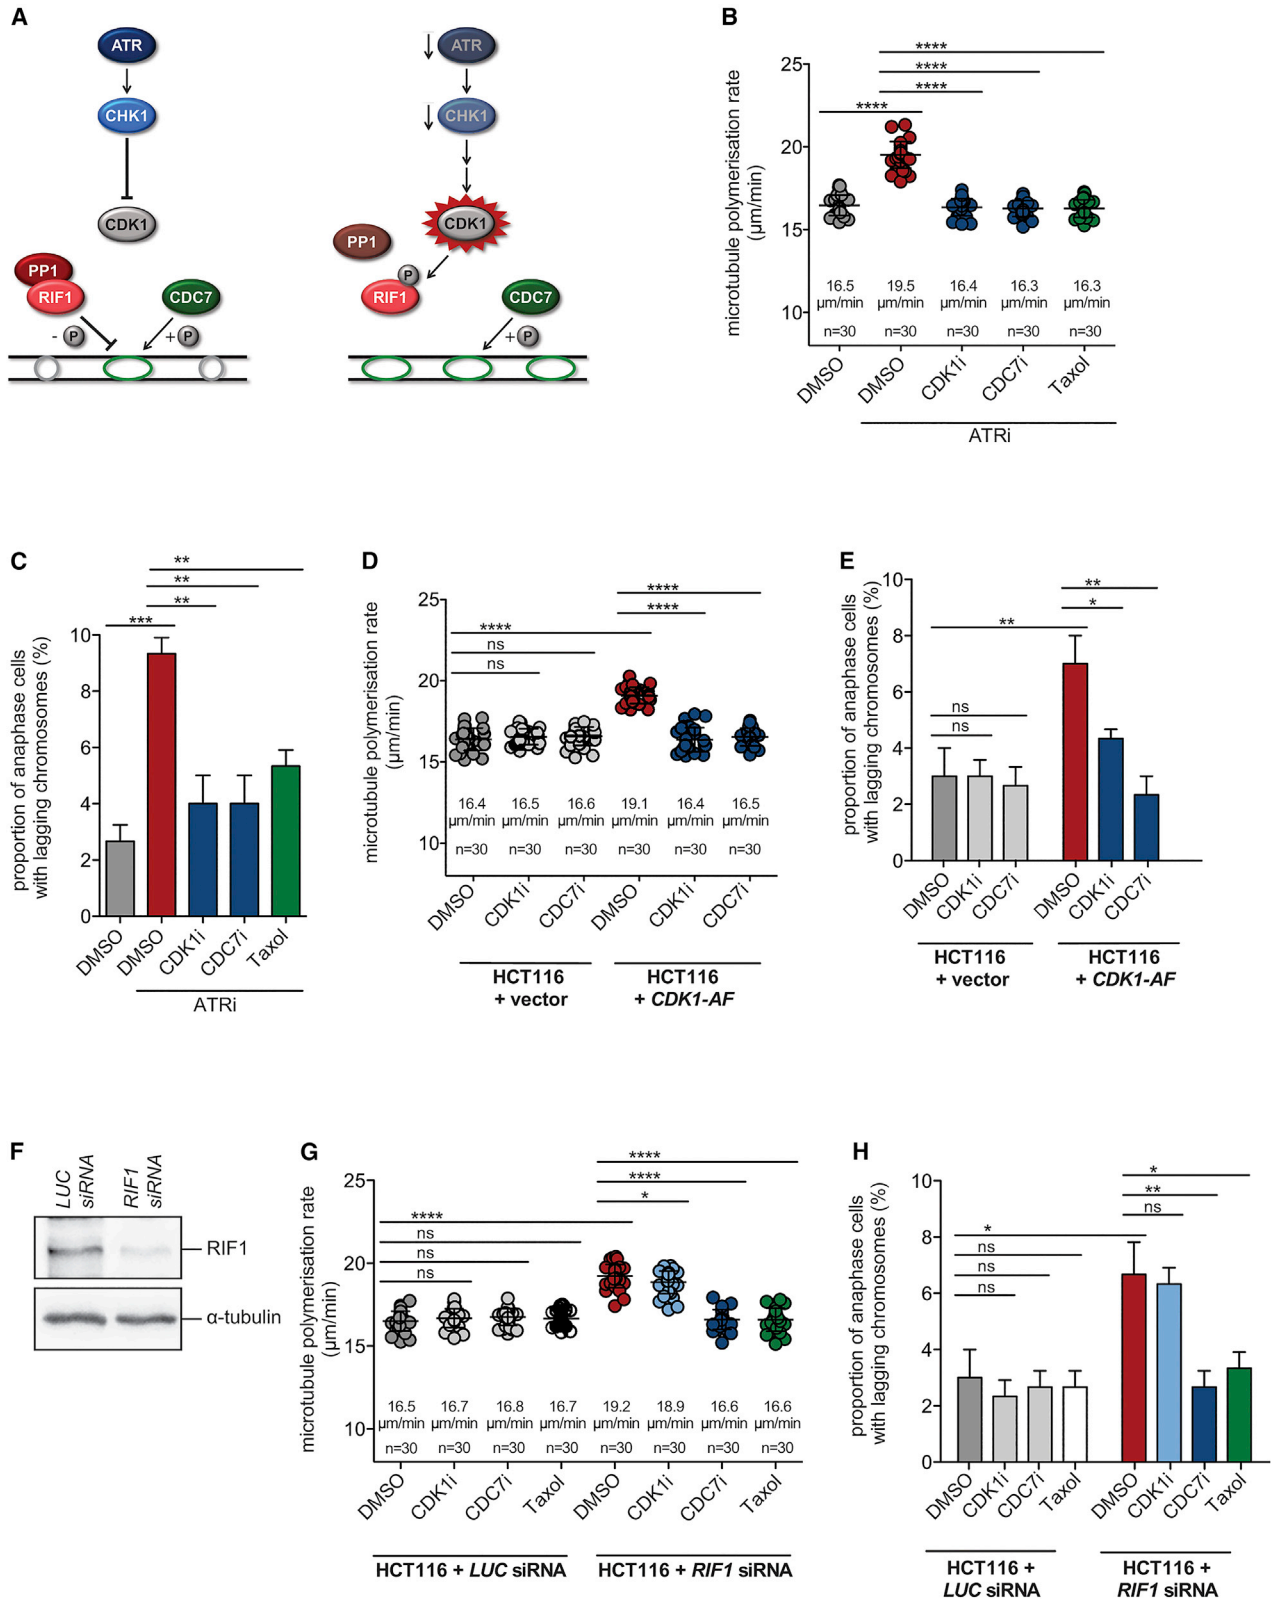 A
ATR
CHK1
CDK1
PP1
RIF1
CDC7
- P
+ P
ATR
CHK1
CDK1
PP1
P
RIF1
CDC7
+ P
B
microtubule polymerisation rate
(µm/min)
25
20
15
10
****
****
****
****
16.5 19.5 16.4 16.3 16.3
µm/min µm/min µm/min µm/min µm/min
n=30 n=30 n=30 n=30 n=30
DMSO DMSO CDK1i CDC7i Taxol
ATRi
C
proportion of anaphase cells
with lagging chromosomes (%)
10
8
6
4
2
0
**
**
**
***
DMSO DMSO CDK1i CDC7i Taxol
ATRi
D
microtubule polymerisation rate
(µm/min)
25
20
15
10
****
****
****
ns
ns
16.4 16.5 16.6 19.1 16.4 16.5
µm/min µm/min µm/min µm/min µm/min µm/min
n=30 n=30 n=30 n=30 n=30 n=30
DMSO CDK1i CDC7i DMSO CDK1i CDC7i
HCT116
+ vector
HCT116
+ CDK1-AF
E
proportion of anaphase cells
with lagging chromosomes (%)
10
8
6
4
2
0
**
*
**
ns
ns
DMSO CDK1i CDC7i DMSO CDK1i CDC7i
HCT116
+ vector
HCT116
+ CDK1-AF
F
LUC
siRNA
RIF1
siRNA
RIF1
α-tubulin
G
microtubule polymerisation rate
(µm/min)
25
20
15
10
****
****
*
****
ns
ns
ns
16.5 16.7 16.8 16.7 19.2 18.9 16.6 16.6
µm/min µm/min µm/min µm/min µm/min µm/min µm/min µm/min
n=30 n=30 n=30 n=30 n=30 n=30 n=30 n=30
DMSO CDK1i CDC7i Taxol DMSO CDK1i CDC7i Taxol
HCT116 + LUC siRNA
HCT116 + RIF1 siRNA
H
proportion of anaphase cells
with lagging chromosomes (%)
10
8
6
4
2
0
*
**
ns
*
ns
ns
ns
DMSO CDK1i CDC7i Taxol DMSO CDK1i CDC7i Taxol
HCT116 +
LUC siRNA
HCT116 +
RIF1 siRNA